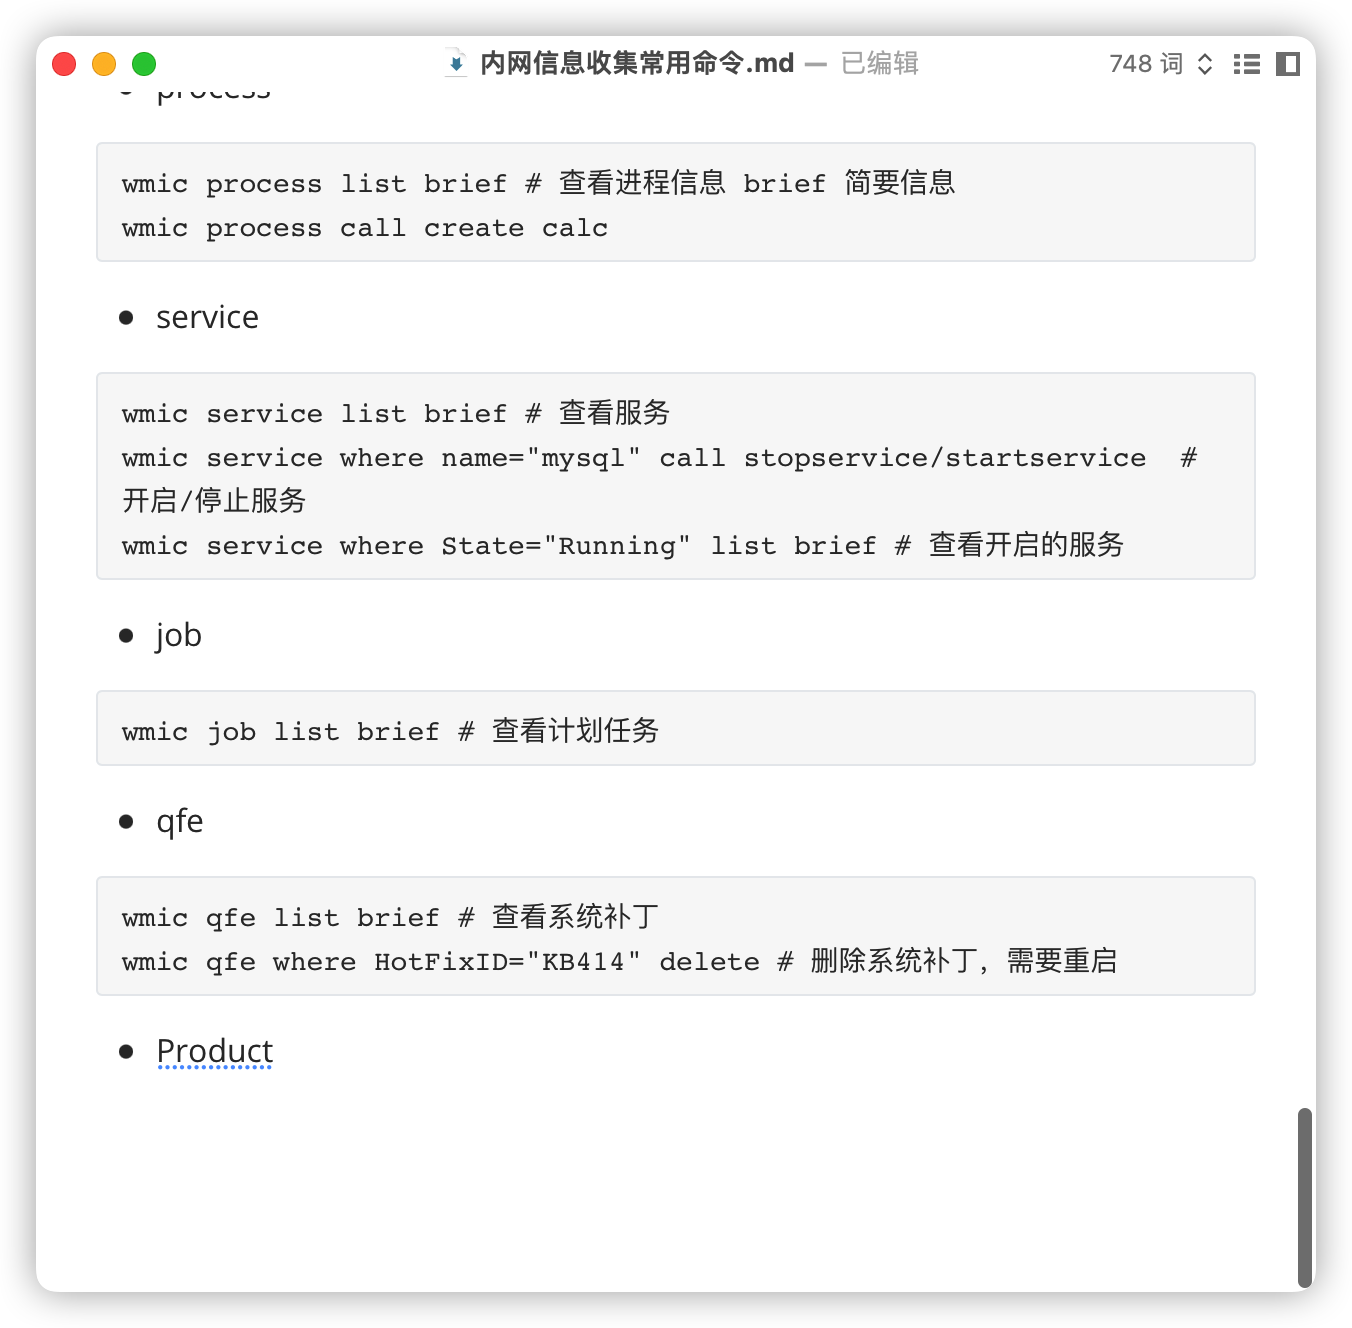 内网信息收集常用命令.md — 已编辑
748 词
process
wmic process list brief # 查看进程信息 brief 简要信息
wmic process call create calc
service
wmic service list brief # 查看服务
wmic service where name="mysql" call stopservice/startservice  #
开启/停止服务
wmic service where State="Running" list brief # 查看开启的服务
job
wmic job list brief # 查看计划任务
qfe
wmic qfe list brief # 查看系统补丁
wmic qfe where HotFixID="KB414" delete # 删除系统补丁，需要重启
Product